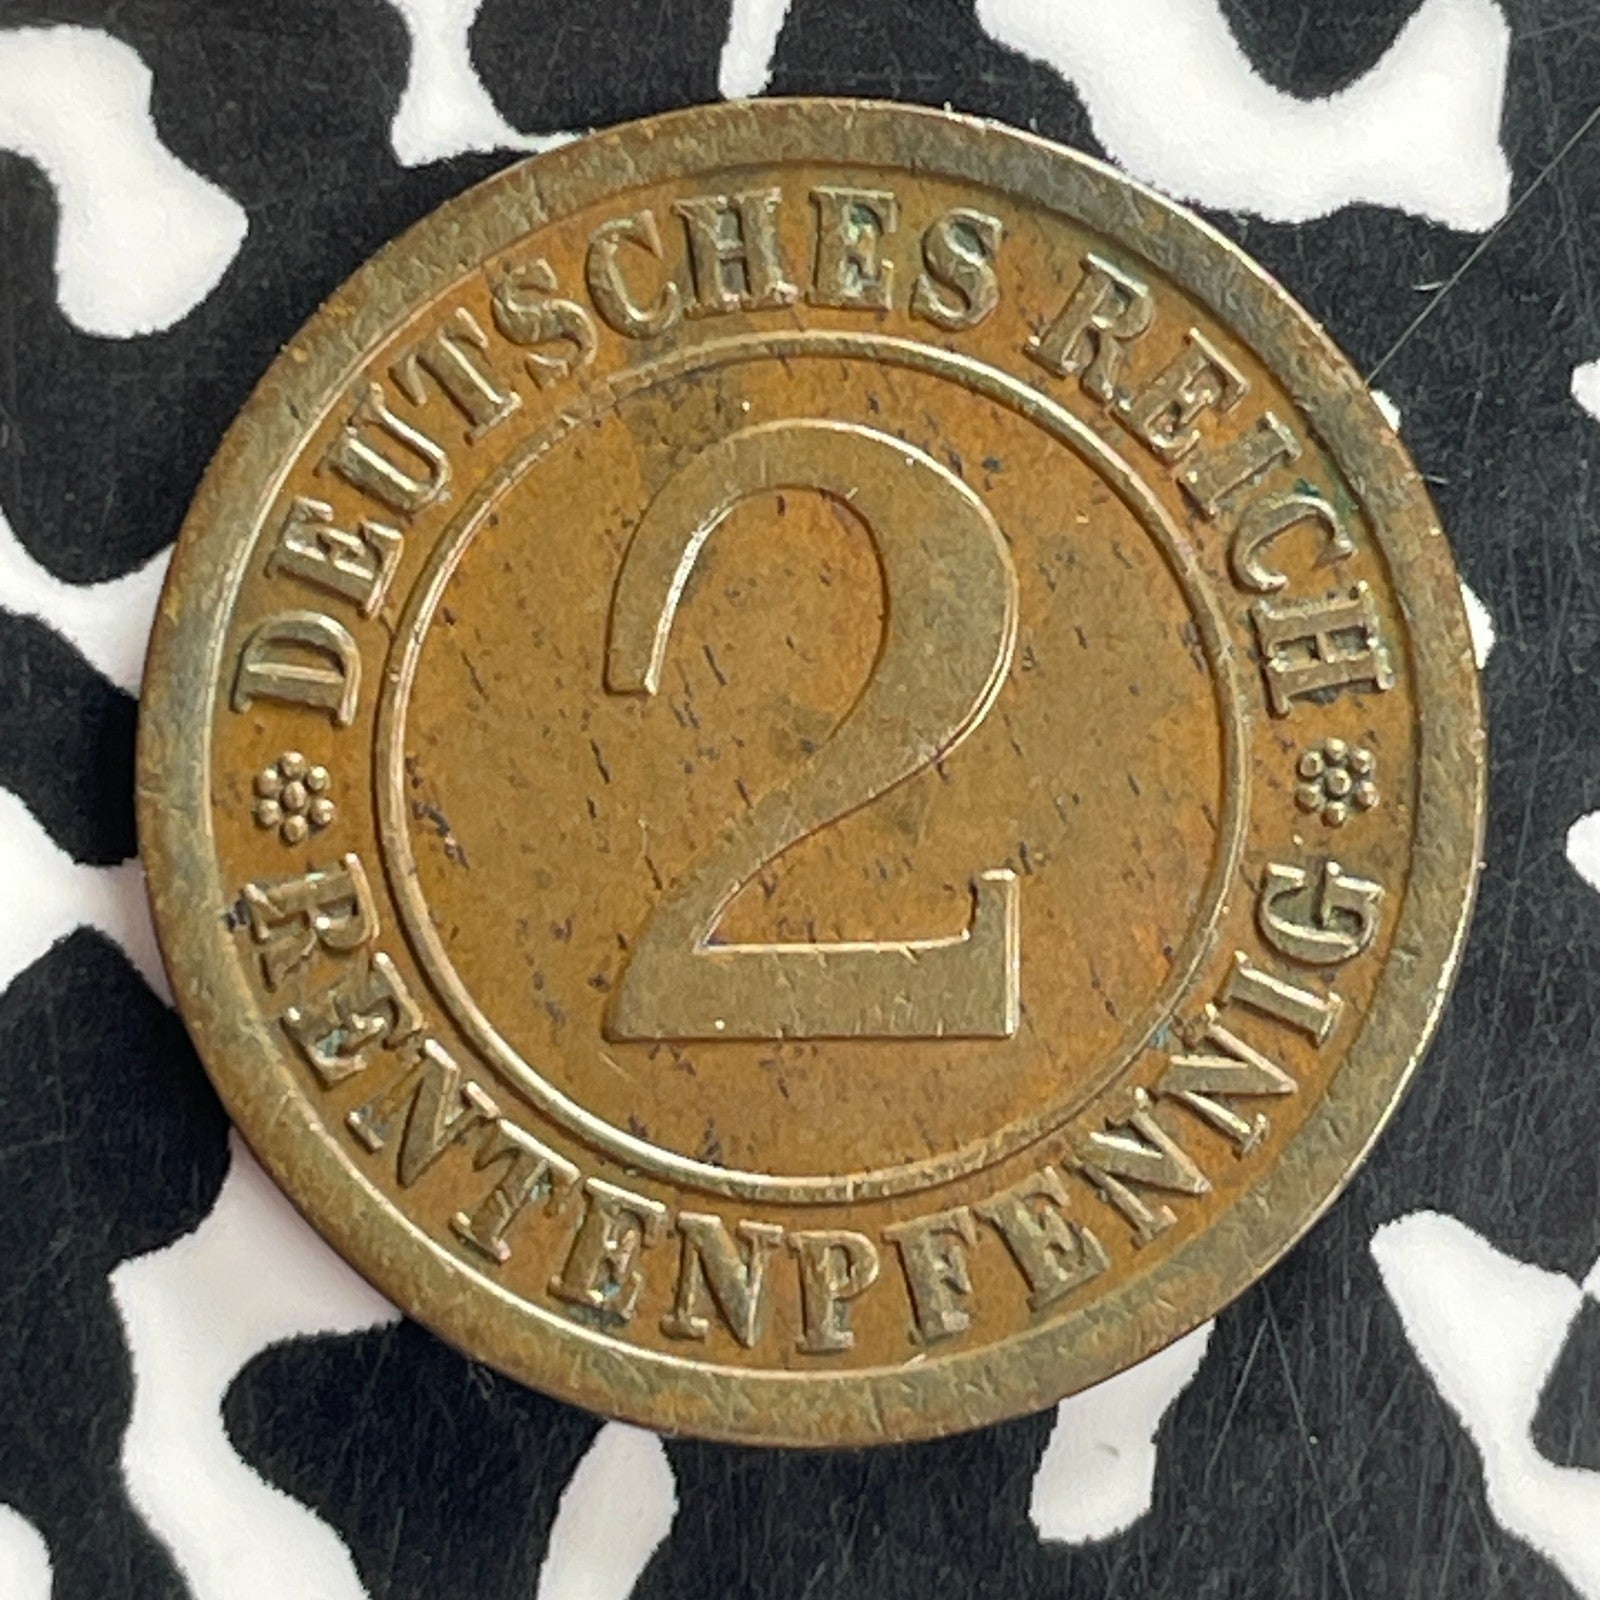 DEUTSCHES REICH
2
RENTENPFENNIG